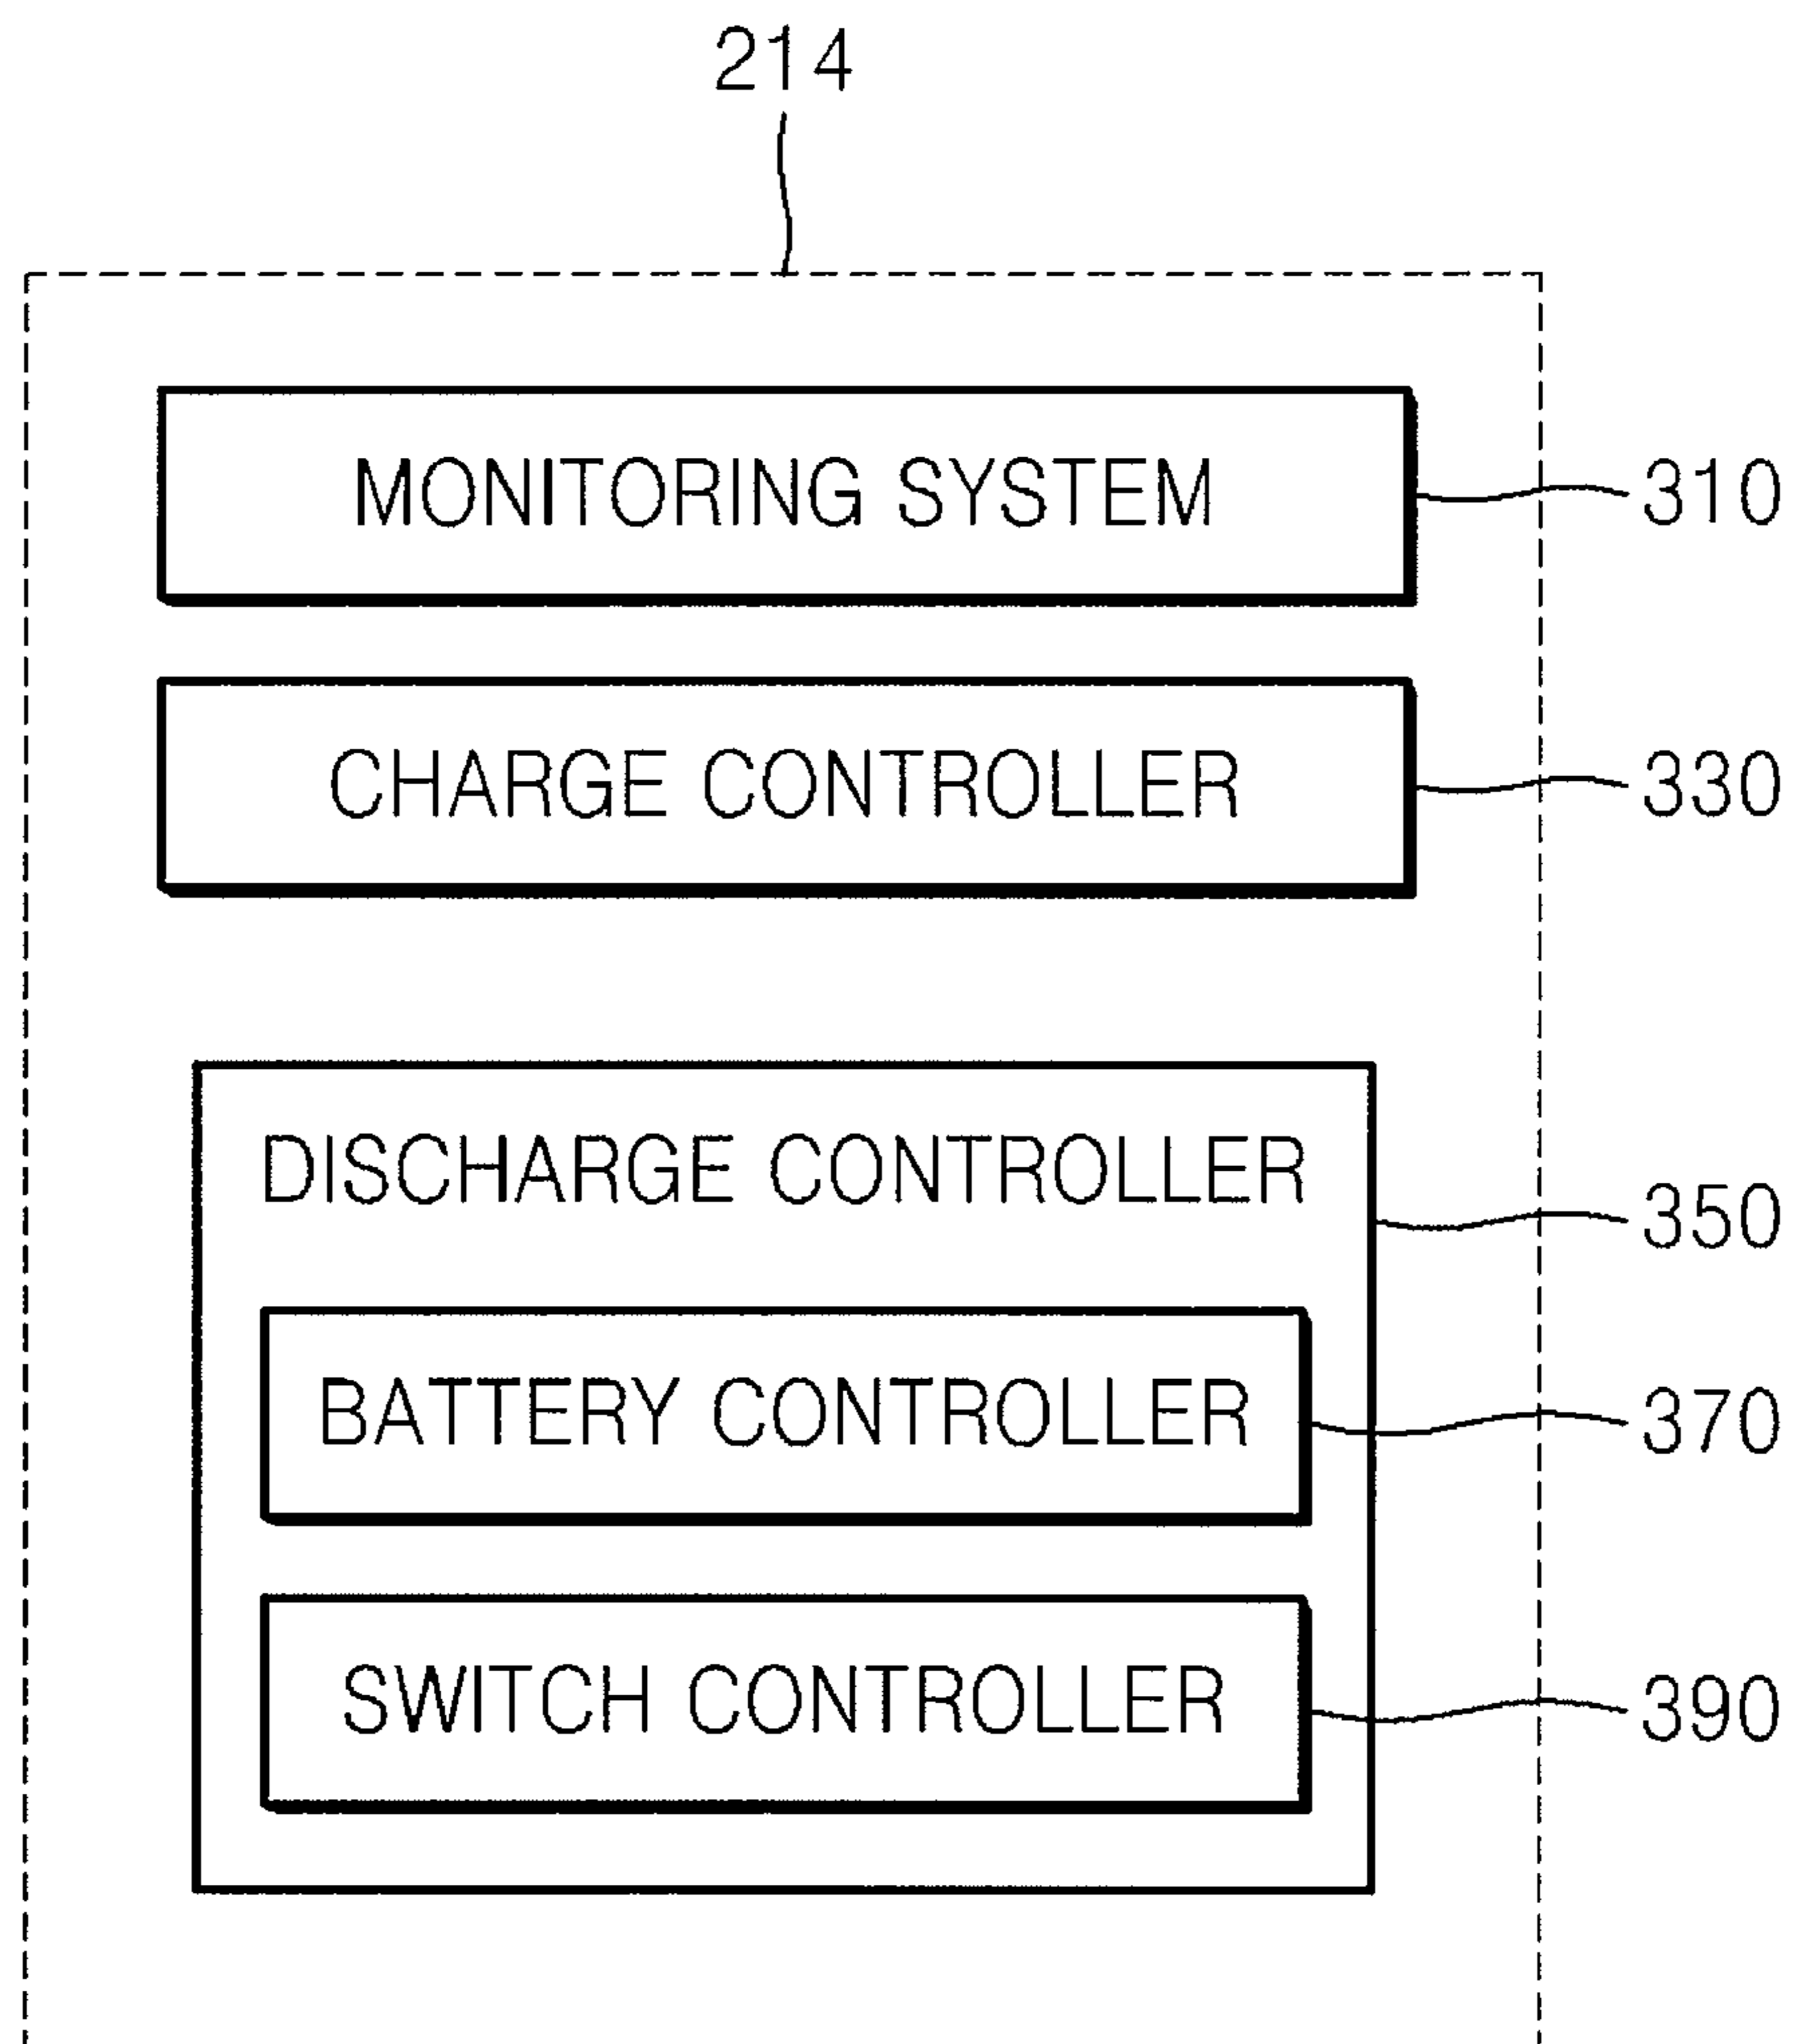 214
MONITORING SYSTEM
310
CHARGE CONTROLLER
330
DISCHARGE CONTROLLER
350
BATTERY CONTROLLER
370
SWITCH CONTROLLER
390